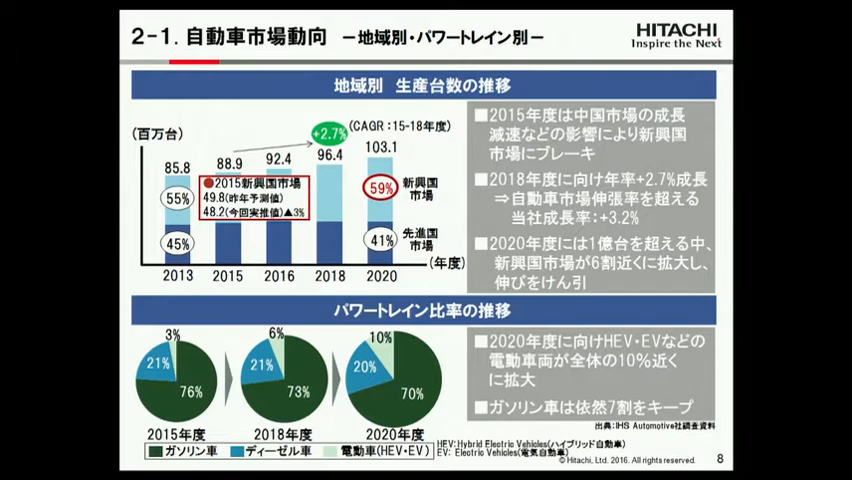 2-1. 自動車市場動向 －地域別・パワートレイン別－
HITACHI
Inspire the Next
地域別 生産台数の推移
(百万台)
+2.7%
(CAGR：15-18年度)
85.8
88.9
92.4
96.4
103.1
55%
●2015新興国市場
49.8(昨年予測値)
48.2(今回実推値)▲3%
59%
新興国
市場
45%
41%
先進国
市場
2013
2015
2016
2018
2020
(年度)
■2015年度は中国市場の成長
減速などの影響により新興国
市場にブレーキ
■2018年度に向け年率+2.7%成長
⇒自動車市場伸張率を超える
当社成長率：+3.2%
■2020年度には1億台を超える中、
新興国市場が6割近くに拡大し、
伸びをけん引
パワートレイン比率の推移
3%
21%
76%
2015年度
6%
21%
73%
2018年度
10%
20%
70%
2020年度
■2020年度に向けHEV・EVなどの
電動車両が全体の10%近く
に拡大
■ガソリン車は依然7割をキープ
出典：IHS Automotive社調査資料
ガソリン車 ディーゼル車 電動車(HEV・EV)
HEV: Hybrid Electric Vehicles(ハイブリッド自動車)
EV: Electric Vehicles(電気自動車)
© Hitachi, Ltd. 2016. All rights reserved.
8